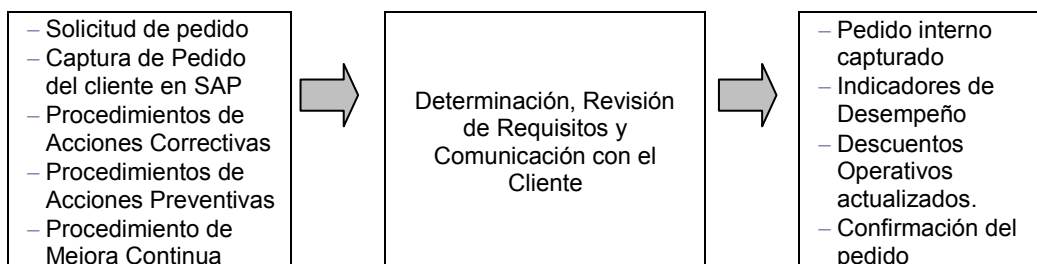 – Solicitud de pedido
– Captura de Pedido
del cliente en SAP
– Procedimientos de
Acciones Correctivas
– Procedimientos de
Acciones Preventivas
– Procedimiento de
Mejora Continua
Determinación, Revisión
de Requisitos y
Comunicación con el
Cliente
– Pedido interno
capturado
– Indicadores de
Desempeño
– Descuentos
Operativos
actualizados.
– Confirmación del
pedido